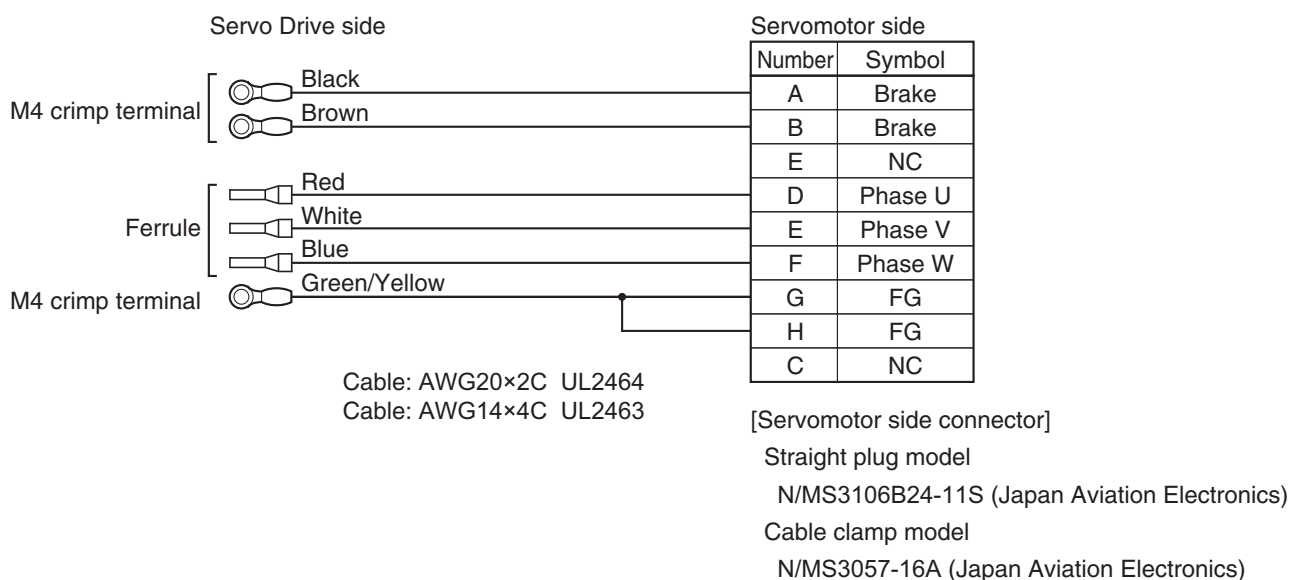 Servo Drive side
Servomotor side
Number Symbol
M4 crimp terminal
Black
A Brake
Brown
B Brake
E NC
Ferrule
Red
D Phase U
White
E Phase V
Blue
F Phase W
M4 crimp terminal
Green/Yellow
G FG
H FG
C NC
Cable: AWG20×2C UL2464
Cable: AWG14×4C UL2463
[Servomotor side connector]
Straight plug model
N/MS3106B24-11S (Japan Aviation Electronics)
Cable clamp model
N/MS3057-16A (Japan Aviation Electronics)